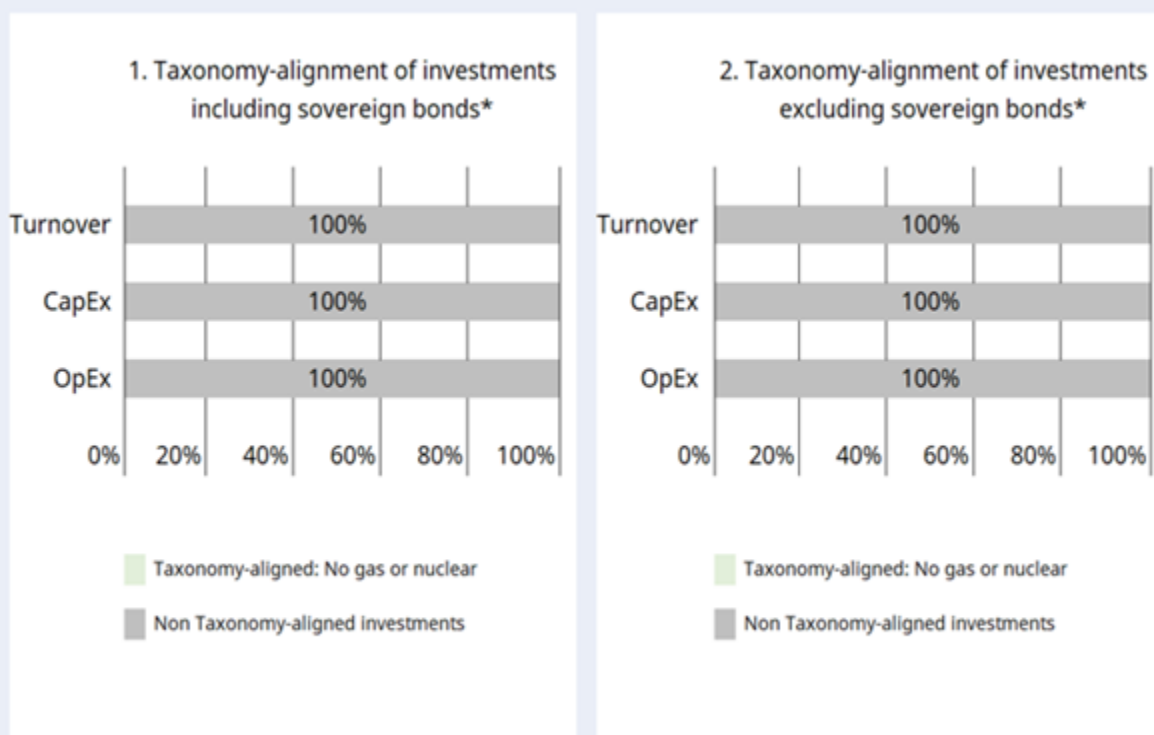 1. Taxonomy-alignment of investments
including sovereign bonds*
Turnover
100%
CapEx
100%
OpEx
100%
0% 20% 40% 60% 80% 100%
Taxonomy-aligned: No gas or nuclear
Non Taxonomy-aligned investments
2. Taxonomy-alignment of investments
excluding sovereign bonds*
Turnover
100%
CapEx
100%
OpEx
100%
0% 20% 40% 60% 80% 100%
Taxonomy-aligned: No gas or nuclear
Non Taxonomy-aligned investments